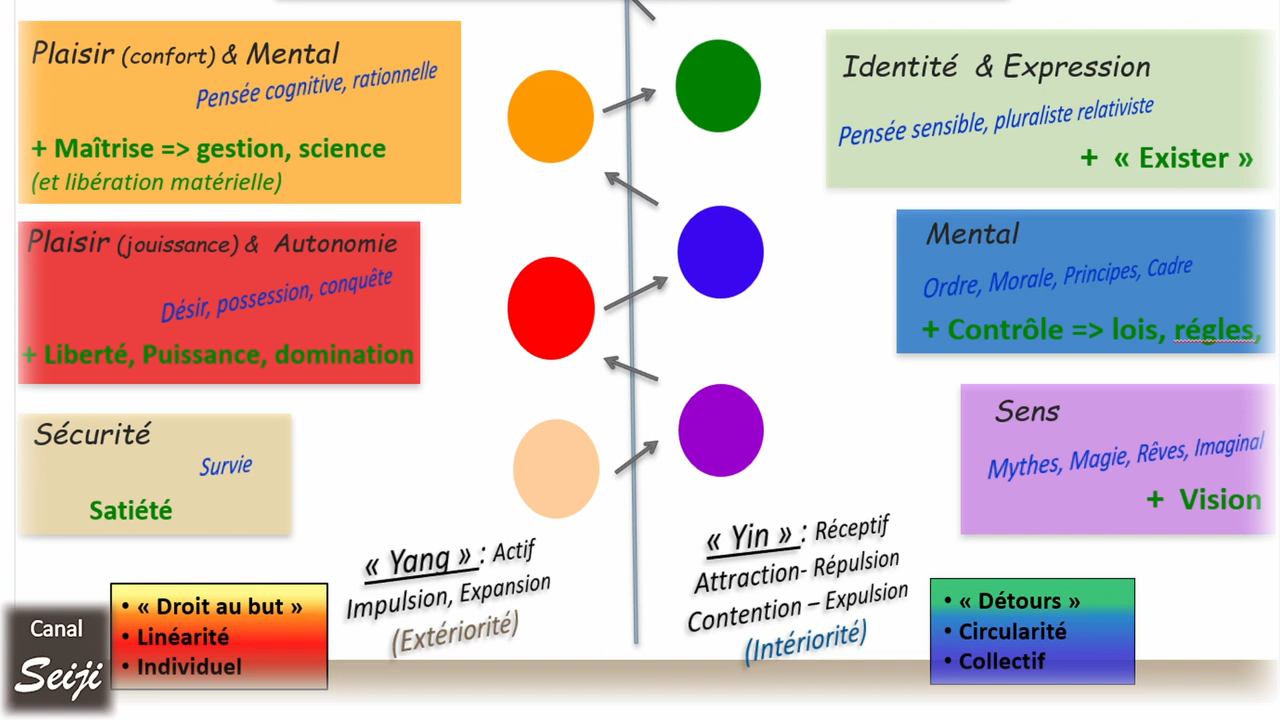 Plaisir (confort) & Mental
Pensée cognitive, rationnelle
+ Maîtrise => gestion, science
(et libération matérielle)
Plaisir (jouissance) & Autonomie
Désir, possession, conquête
+ Liberté, Puissance, domination
Sécurité
Survie
Satiété
Identité & Expression
Pensée sensible, pluraliste relativiste
+ « Exister »
Mental
Ordre, Morale, Principes, Cadre
+ Contrôle => lois, régles,
Sens
Mythes, Magie, Rêves, Imaginal
+ Vision
« Yang » : Actif
Impulsion, Expansion
(Extériorité)
« Yin » : Réceptif
Attraction- Répulsion
Contention – Expulsion
(Intériorité)
• « Droit au but »
• Linéarité
• Individuel
• « Détours »
• Circularité
• Collectif
Canal
Seiji